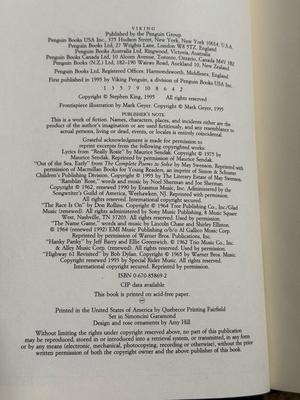 VIKING
Published by the Penguin Group
Penguin Books USA Inc., 375 Hudson Street, New York, New York 10014, U.S.A.
Penguin Books Ltd, 27 Wrights Lane, London W8 5TZ, England
Penguin Books Australia Ltd, Ringwood, Victoria, Australia
Penguin Books Canada Ltd, 10 Alcorn Avenue, Toronto, Ontario, Canada M4V 3B2
Penguin Books (N.Z.) Ltd, 182–190 Wairau Road, Auckland 10, New Zealand
Penguin Books Ltd, Registered Offices: Harmondsworth, Middlesex, England
First published in 1995 by Viking Penguin, a division of Penguin Books USA Inc.
1 3 5 7 9 10 8 6 4 2
Copyright © Stephen King, 1995 All rights reserved
Frontispiece illustration by Mark Geyer. Copyright © Mark Geyer, 1995.
PUBLISHER'S NOTE
This is a work of fiction. Names, characters, places, and incidents either are the
product of the author's imagination or are used fictitiously, and any resemblance to
actual persons, living or dead, events, or locales is entirely coincidental.
Grateful acknowledgment is made for permission to
reprint excerpts from the following copyrighted works:
Lyrics from "Really Rosie" by Maurice Sendak. Copyright © 1975 by
Maurice Sendak. Reprinted by permission of Maurice Sendak.
"Out of the Sea, Early" from The Complete Poems to Solve by May Swenson, Reprinted with
permission of Macmillan Books for Young Readers, an imprint of Simon &
Children's Publishing Division. Copyright © 1993 by The Literary Estate of May Swenson.
words and music by Noel Sherman and Joe Sherman.
Copyright © 1962, renewed 1990 by Erasmus Music, Inc. Administered by the
Songwriter's Guild of America, Weehawken, NJ. Reprinted with permission.
All rights reserved. International copyright secured.
"The Race Is On" by Don Rollins. Copyright © 1964 Tree Publishing Co., Inc./Glad
Music (renewed). All rights administered by Sony Music Publishing, 8 Music Square
West, Nashville, TN 37203. All rights reserved. Used by permission.
"The Name Game," words and music by Lincoln Chase and Shirley Ellison.
© 1964 (renewed 1992) EMI Music Publishing o/b/o Al Gallico Music Corp.
Reprinted by permission of Warner Bros. Publications, Inc.
"Hanky Panky" by Jeff Barry and Ellie Greenwich. © 1962 Trio Music Co., Inc.
& Alley Music Corp. (renewed). Used by permission. All rights reserved.
"Highway 61 Revisited" by Bob Dylan. Copyright © 1965 by Warner Bros. Music.
Copyright renewed 1993 by Special Rider Music. All rights reserved.
International copyright secured. Reprinted by permission.
ISBN 0-670-85869-2
CIP data available
This book is printed on acid-free paper.
Printed in the United States of America by Quebecor Printing Fairfield
Set in Simoncini Garamond
Design and rose ornaments by Amy Hill
Without limiting the rights under copyright reserved above, no part of this publication
may be reproduced, stored in or introduced into a retrieval system, or transmitted, in any form
or by any means (electronic, mechanical, photocopying, recording or otherwise), without the prior
written permission of both the copyright owner and the above publisher of this book.